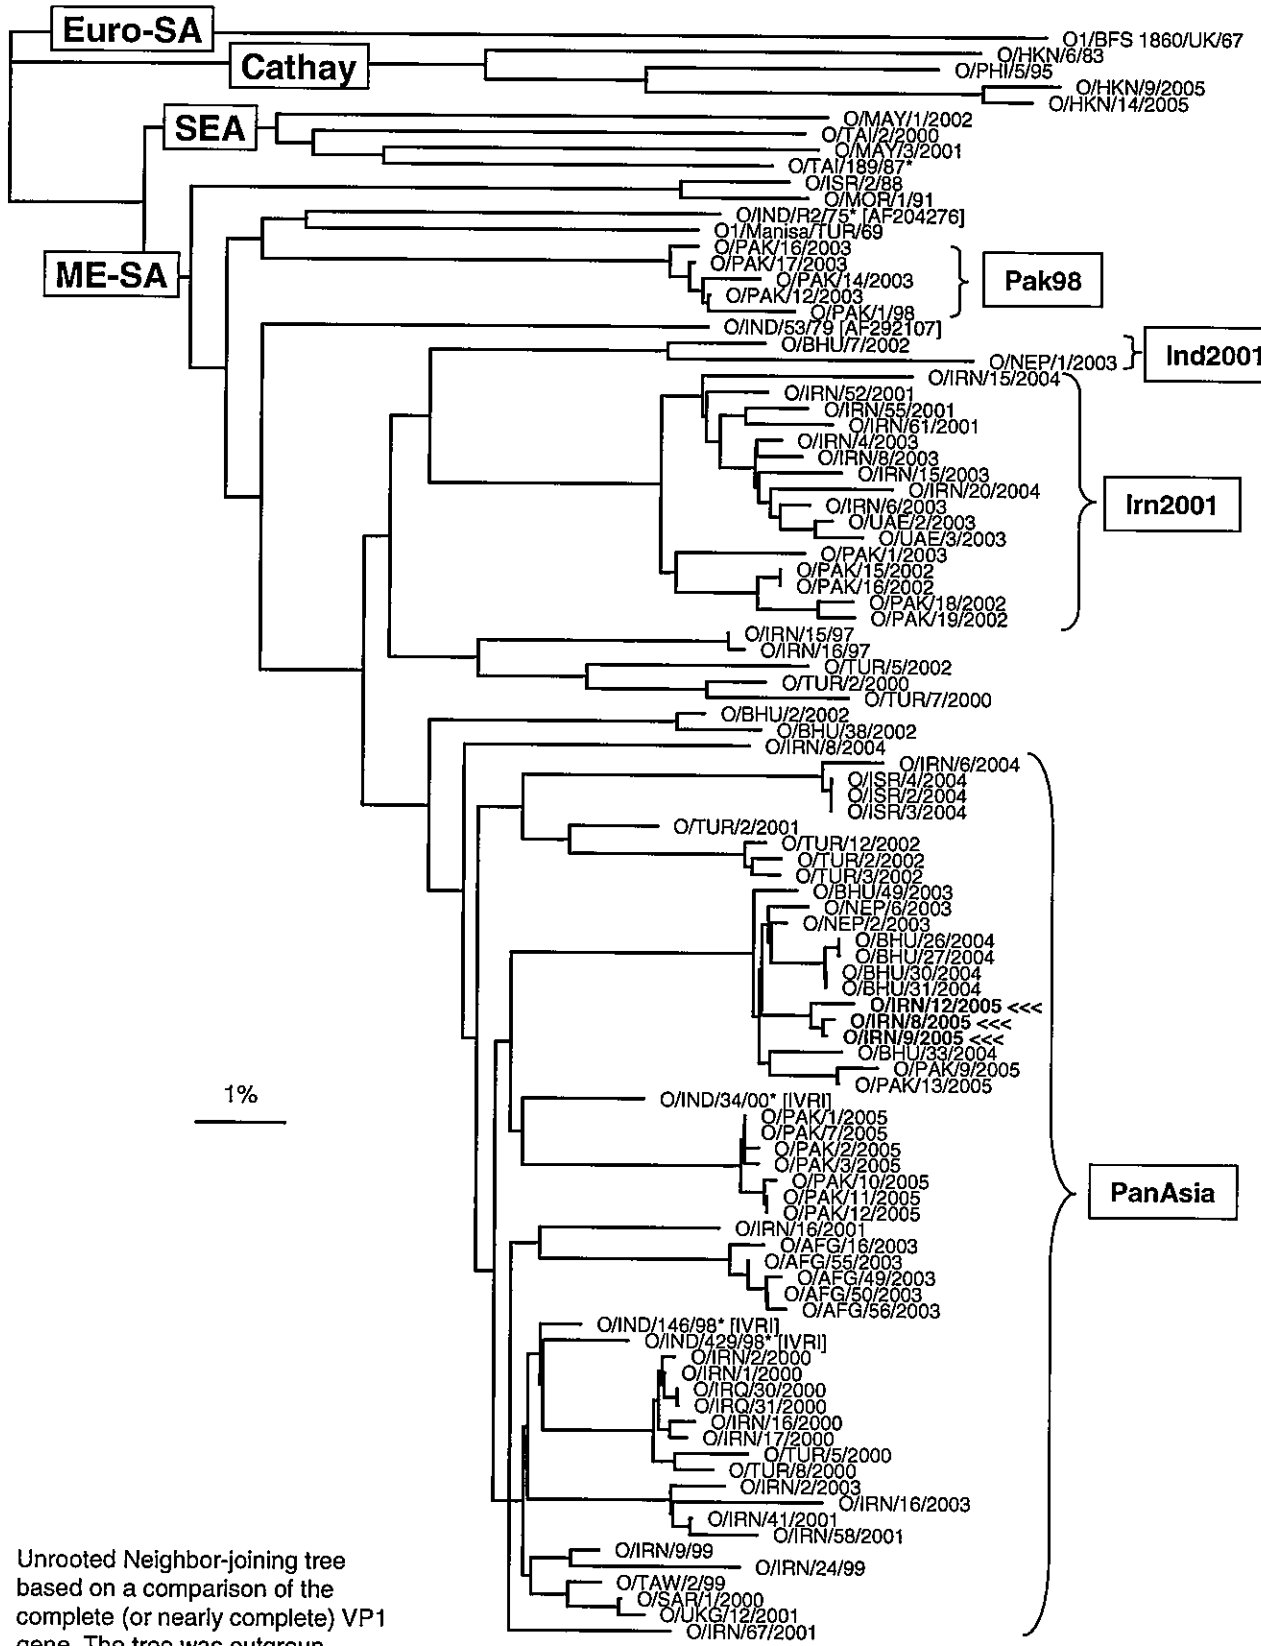 Euro-SA
O1/BFS 1860/UK/67
Cathay
O/HKN/6/83
O/PHI/5/95
O/HKN/9/2005
O/HKN/14/2005
SEA
O/MAY/1/2002
O/TAI/2/2000
O/MAY/3/2001
O/TAI/189/87*
ME-SA
O/ISR/2/88
O/MOR/1/91
O/IND/R2/75* [AF204276]
O1/Manisa/TUR/69
O/PAK/16/2003
O/PAK/17/2003
O/PAK/14/2003
O/PAK/12/2003
O/PAK/1/98
Pak98
O/IND/53/79 [AF292107]
O/BHU/7/2002
O/NEP/1/2003
Ind2001
O/IRN/15/2004
O/IRN/52/2001
O/IRN/55/2001
O/IRN/61/2001
O/IRN/4/2003
O/IRN/8/2003
O/IRN/15/2003
O/IRN/20/2004
O/IRN/6/2003
O/UAE/2/2003
O/UAE/3/2003
O/PAK/1/2003
O/PAK/15/2002
O/PAK/16/2002
O/PAK/18/2002
O/PAK/19/2002
Irn2001
O/IRN/15/97
O/IRN/16/97
O/TUR/5/2002
O/TUR/2/2000
O/TUR/7/2000
O/BHU/2/2002
O/BHU/38/2002
O/IRN/8/2004
O/IRN/6/2004
O/ISR/4/2004
O/ISR/2/2004
O/ISR/3/2004
O/TUR/2/2001
O/TUR/12/2002
O/TUR/2/2002
O/TUR/3/2002
O/BHU/49/2003
O/NEP/6/2003
O/NEP/2/2003
O/BHU/26/2004
O/BHU/27/2004
O/BHU/30/2004
O/BHU/31/2004
O/IRN/12/2005 <<<
O/IRN/8/2005 <<<
O/IRN/9/2005 <<<
O/BHU/33/2004
O/PAK/9/2005
O/PAK/13/2005
1%
O/IND/34/00* [IVRI]
O/PAK/1/2005
O/PAK/7/2005
O/PAK/2/2005
O/PAK/3/2005
O/PAK/10/2005
O/PAK/11/2005
O/PAK/12/2005
PanAsia
O/IRN/16/2001
O/AFG/16/2003
O/AFG/55/2003
O/AFG/49/2003
O/AFG/50/2003
O/AFG/56/2003
O/IND/146/98* [IVRI]
O/IND/429/98* [IVRI]
O/IRN/2/2000
O/IRN/1/2000
O/IRQ/30/2000
O/IRQ/31/2000
O/IRN/16/2000
O/IRN/17/2000
O/TUR/5/2000
O/TUR/8/2000
O/IRN/2/2003
O/IRN/16/2003
O/IRN/41/2001
O/IRN/58/2001
O/IRN/9/99
O/IRN/24/99
O/TAW/2/99
O/SAR/1/2000
O/UKG/12/2001
O/IRN/67/2001
Unrooted Neighbor-joining tree
based on a comparison of the
complete (or nearly complete) VP1
gene. The tree was outgroup